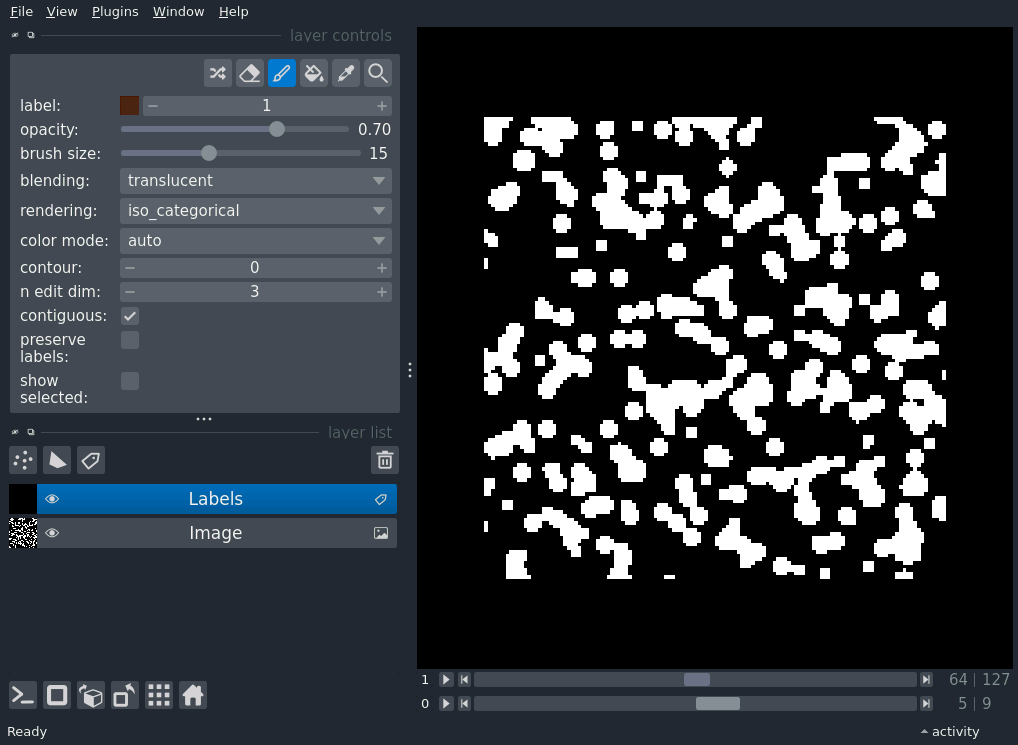 File View Plugins Window Help
layer controls
label: 1
opacity: 0.70
brush size: 15
blending: translucent
rendering: iso_categorical
color mode: auto
contour: 0
n edit dim: 3
contiguous:
preserve
labels:
show
selected:
layer list
Labels
Image
1 64 | 127
0 5 | 9
Ready activity